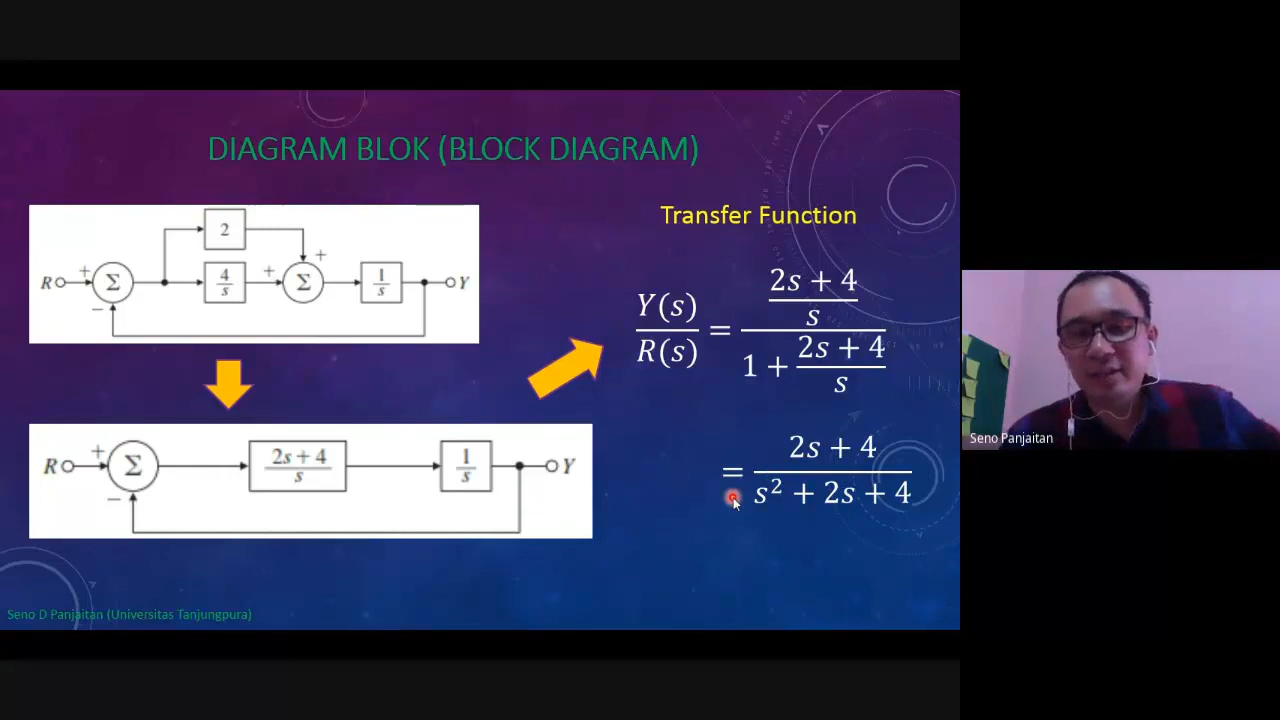 DIAGRAM BLOK (BLOCK DIAGRAM)
2
R + Σ 4/s + Σ + 1/s Y
−
R + Σ 2s + 4/s 1/s Y
−
Transfer Function
Y(s)/R(s) = (2s + 4/s)/(1 + 2s + 4/s)
= 2s + 4/s² + 2s + 4
Seno Panjaitan
Seno D Panjaitan (Universitas Tanjungpura)